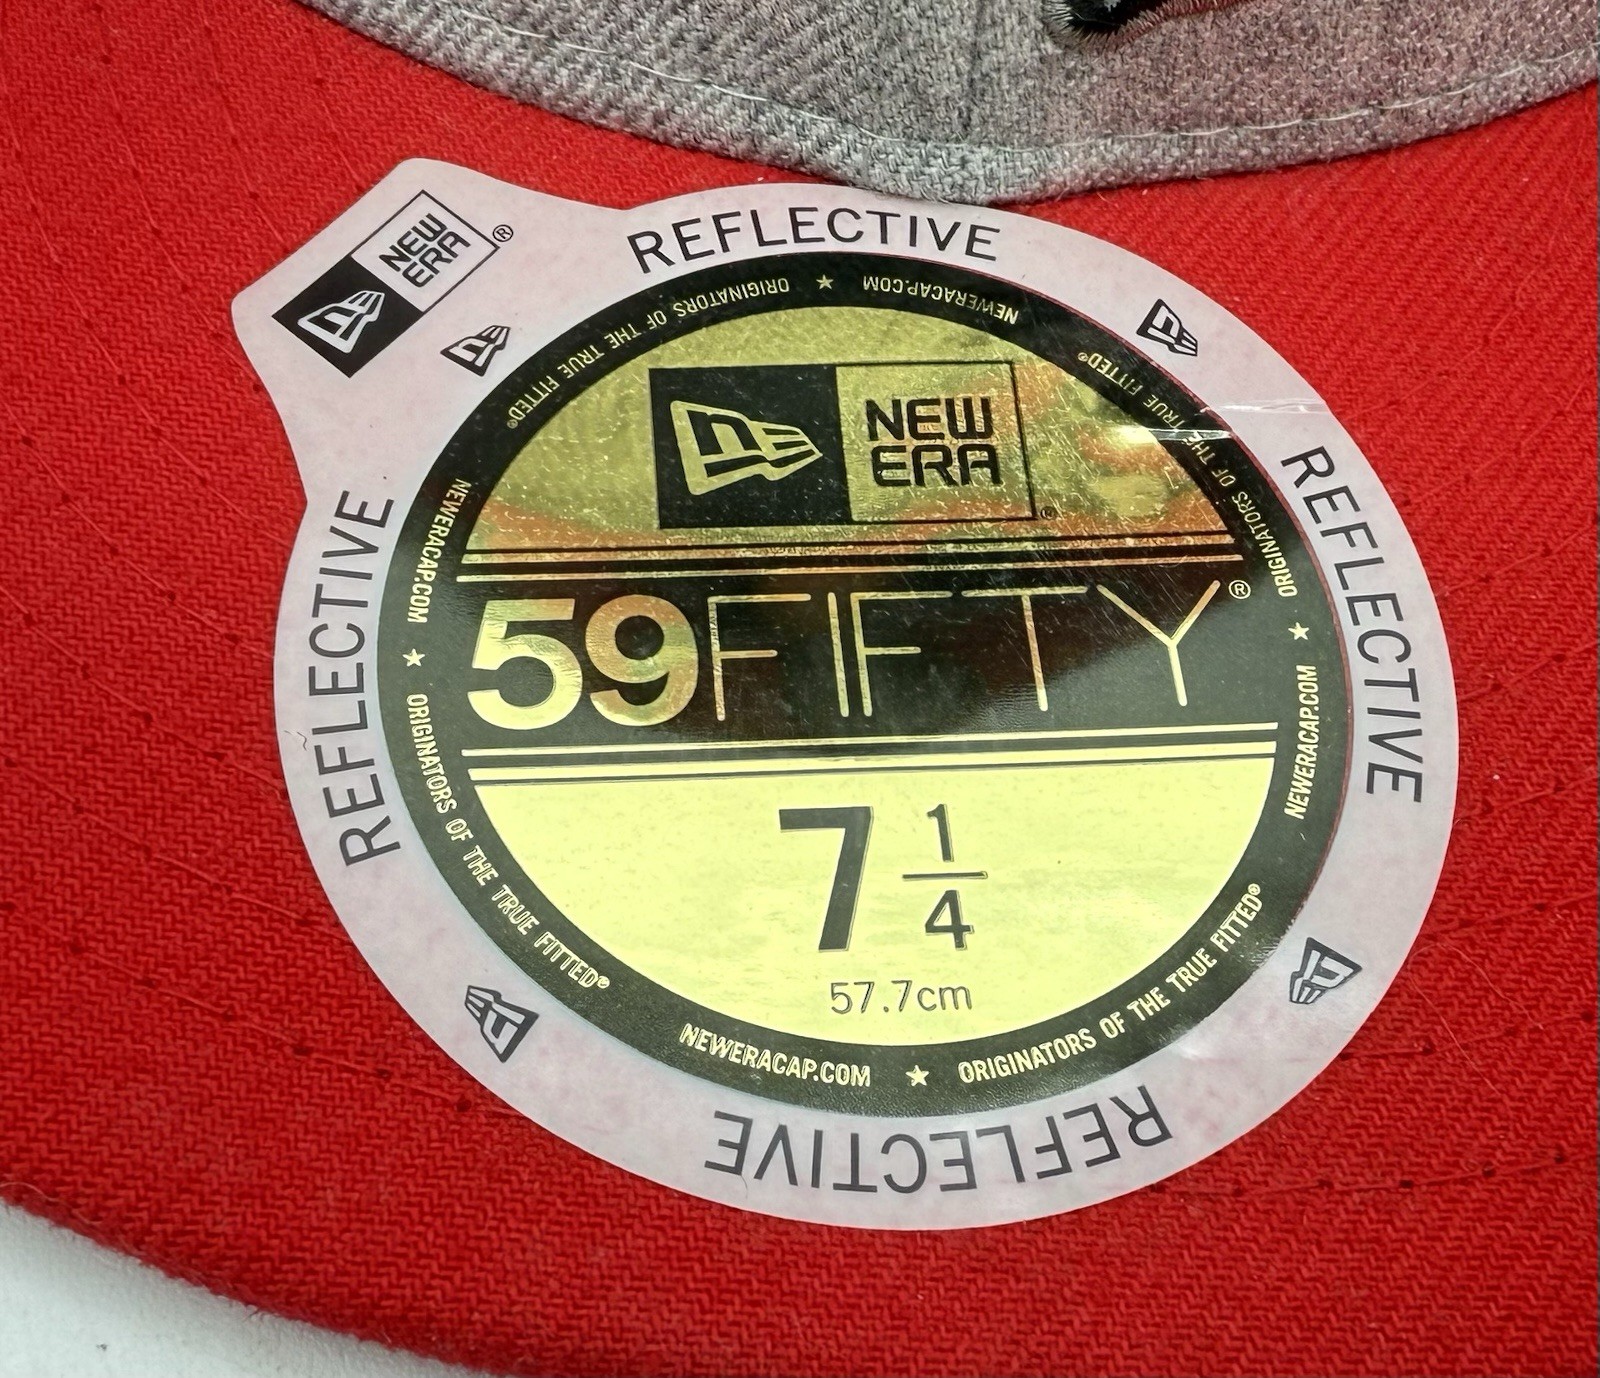 NEW
ERA
®
REFLECTIVE
REFLECTIVE
REFLECTIVE
REFLECTIVE
NEWERACAP.COM ★ ORIGINATORS OF THE TRUE FITTED®
NEWERACAP.COM ★ ORIGINATORS OF THE TRUE FITTED®
NEWERACAP.COM ★ ORIGINATORS OF THE TRUE FITTED®
NEWERACAP.COM ★ ORIGINATORS OF THE TRUE FITTED®
NEW
ERA®
59FIFTY®
7 1/4
57.7cm